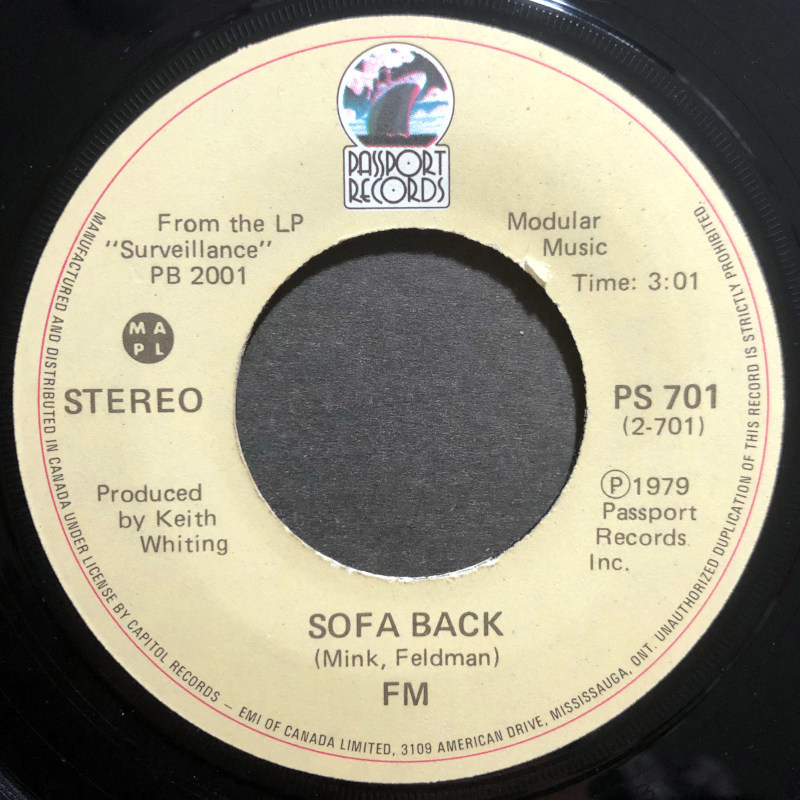 PASSPORT
RECORDS
From the LP
"Surveillance"
PB 2001
Modular
Music
Time: 3:01
M A
P L
STEREO
PS 701
(2-701)
Produced
by Keith
Whiting
Ⓟ1979
Passport
Records
Inc.
SOFA BACK
(Mink, Feldman)
FM
MANUFACTURED AND DISTRIBUTED IN CANADA UNDER LICENSE BY CAPITOL RECORDS – EMI OF CANADA LIMITED, 3109 AMERICAN DRIVE, MISSISSAUGA, ONT. UNAUTHORIZED DUPLICATION OF THIS RECORD IS STRICTLY PROHIBITED.